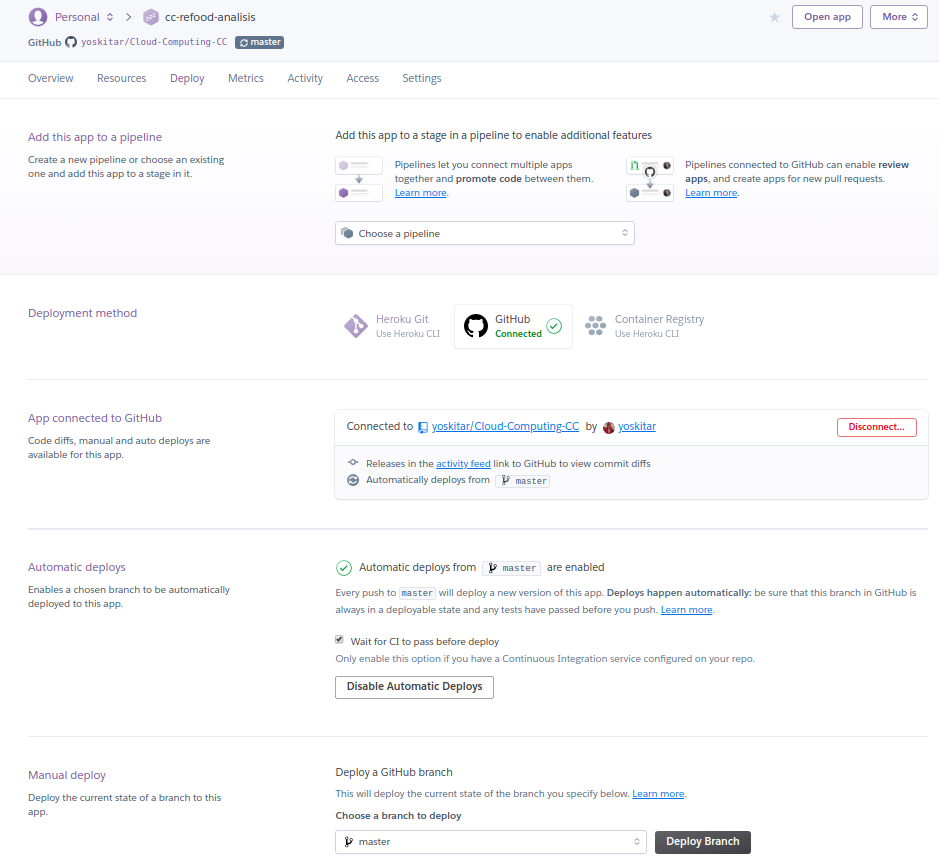 Personal cc-refood-analisis Open app More
GitHub yoskitar/Cloud-Computing-CC master
Overview Resources Deploy Metrics Activity Access Settings
Add this app to a pipeline
Create a new pipeline or choose an existing
one and add this app to a stage in it.
Add this app to a stage in a pipeline to enable additional features
Pipelines let you connect multiple apps
together and promote code between them.
Learn more.
Pipelines connected to GitHub can enable review
apps, and create apps for new pull requests.
Learn more.
Choose a pipeline
Deployment method
Heroku Git
Use Heroku CLI
GitHub
Connected
Container Registry
Use Heroku CLI
App connected to GitHub
Code diffs, manual and auto deploys are
available for this app.
Connected to yoskitar/Cloud-Computing-CC by yoskitar Disconnect...
Releases in the activity feed link to GitHub to view commit diffs
Automatically deploys from master
Automatic deploys
Enables a chosen branch to be automatically
deployed to this app.
Automatic deploys from master are enabled
Every push to master will deploy a new version of this app. Deploys happen automatically: be sure that this branch in GitHub is
always in a deployable state and any tests have passed before you push. Learn more.
Wait for CI to pass before deploy
Only enable this option if you have a Continuous Integration service configured on your repo.
Disable Automatic Deploys
Manual deploy
Deploy the current state of a branch to this
app.
Deploy a GitHub branch
This will deploy the current state of the branch you specify below. Learn more.
Choose a branch to deploy
master Deploy Branch